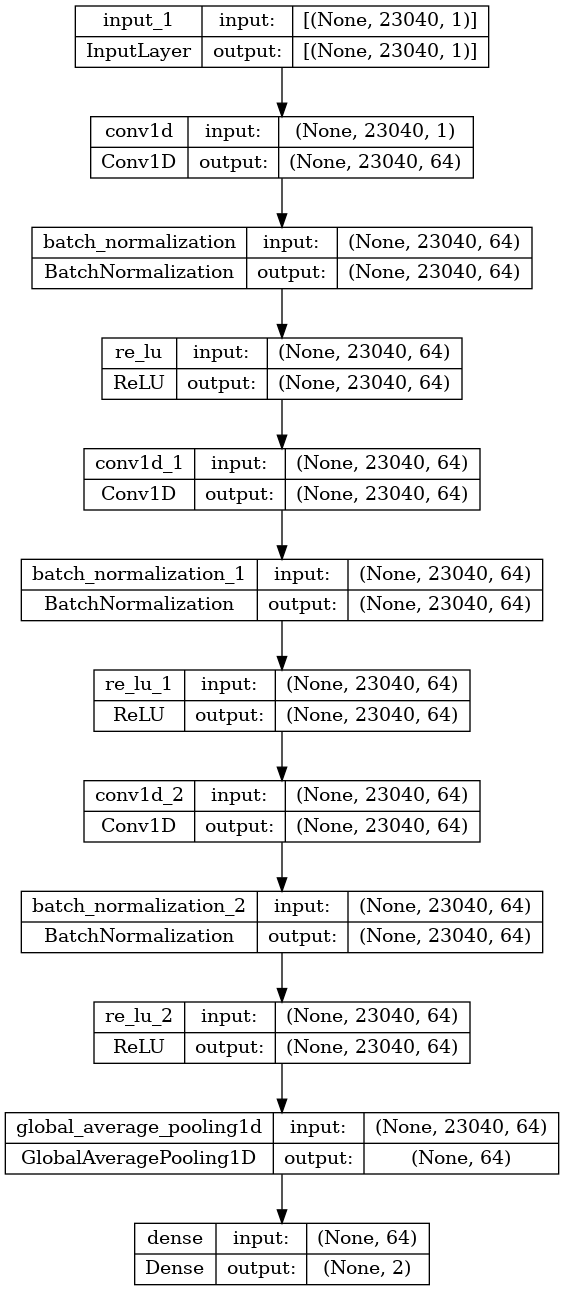 input_1 input: [(None, 23040, 1)]
InputLayer output: [(None, 23040, 1)]
conv1d input: (None, 23040, 1)
Conv1D output: (None, 23040, 64)
batch_normalization input: (None, 23040, 64)
BatchNormalization output: (None, 23040, 64)
re_lu input: (None, 23040, 64)
ReLU output: (None, 23040, 64)
conv1d_1 input: (None, 23040, 64)
Conv1D output: (None, 23040, 64)
batch_normalization_1 input: (None, 23040, 64)
BatchNormalization output: (None, 23040, 64)
re_lu_1 input: (None, 23040, 64)
ReLU output: (None, 23040, 64)
conv1d_2 input: (None, 23040, 64)
Conv1D output: (None, 23040, 64)
batch_normalization_2 input: (None, 23040, 64)
BatchNormalization output: (None, 23040, 64)
re_lu_2 input: (None, 23040, 64)
ReLU output: (None, 23040, 64)
global_average_pooling1d input: (None, 23040, 64)
GlobalAveragePooling1D output: (None, 64)
dense input: (None, 64)
Dense output: (None, 2)